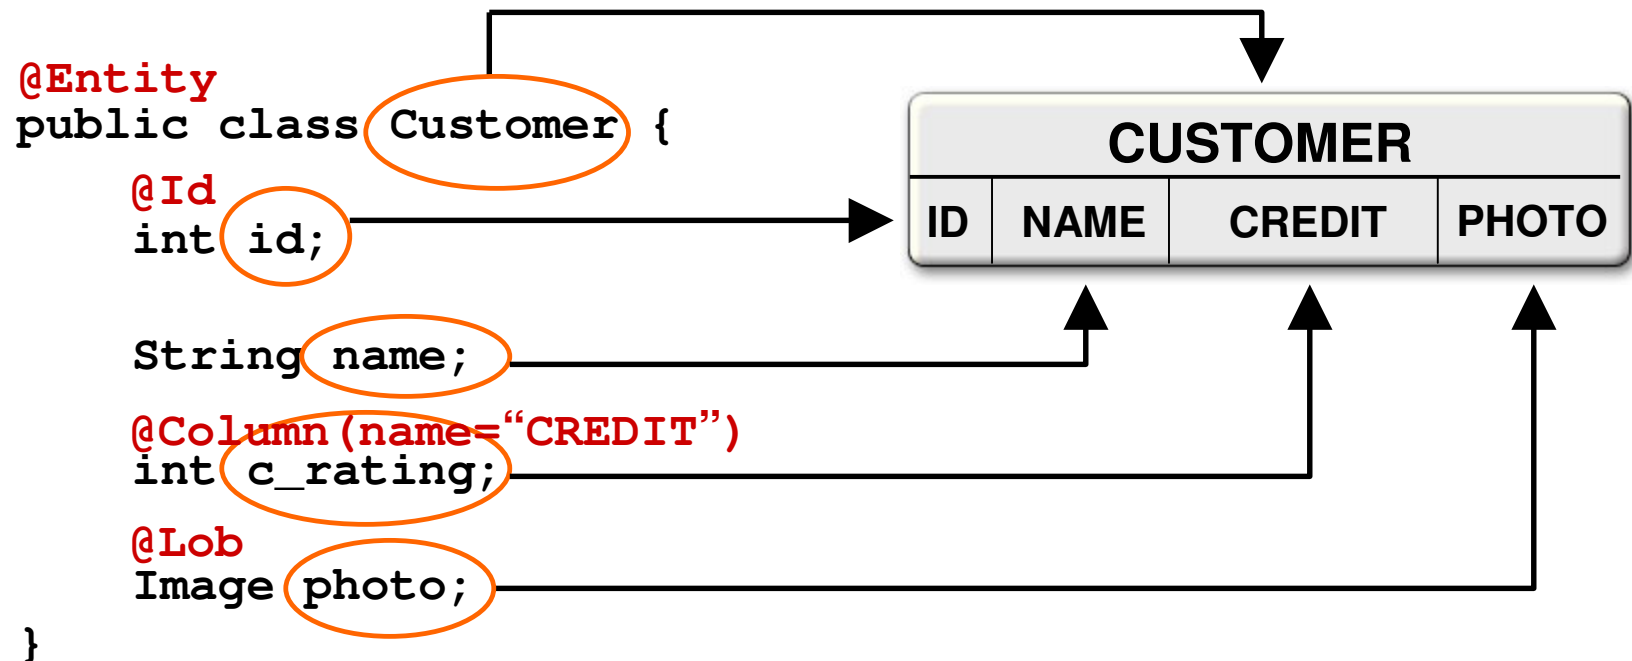 @Entity
public class Customer {
@Id
int id;
String name;
@Column(name=“CREDIT”)
int c_rating;
@Lob
Image photo;
}
CUSTOMER
ID NAME CREDIT PHOTO